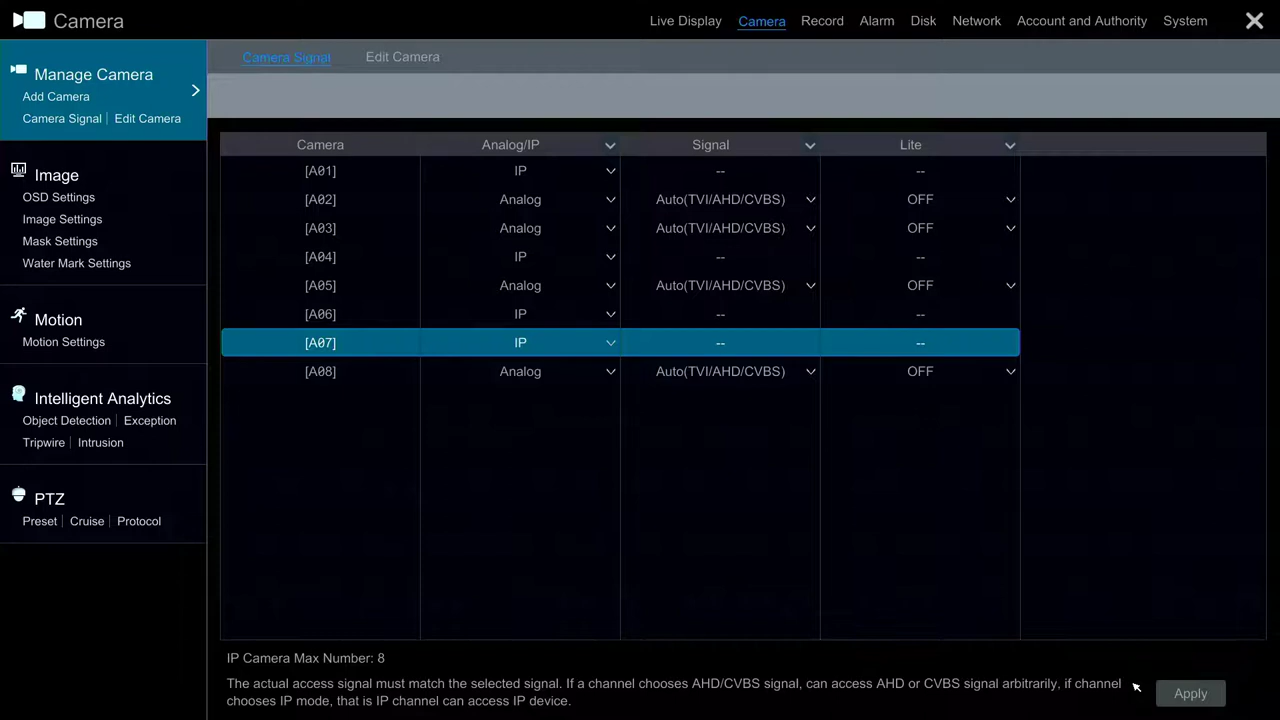 Camera
Live Display Camera Record Alarm Disk Network Account and Authority System
Manage Camera
Add Camera
Camera Signal | Edit Camera
Image
OSD Settings
Image Settings
Mask Settings
Water Mark Settings
Motion
Motion Settings
Intelligent Analytics
Object Detection | Exception
Tripwire | Intrusion
PTZ
Preset | Cruise | Protocol
Camera Signal Edit Camera
Camera Analog/IP Signal Lite
[A01] IP -- --
[A02] Analog Auto(TVI/AHD/CVBS) OFF
[A03] Analog Auto(TVI/AHD/CVBS) OFF
[A04] IP -- --
[A05] Analog Auto(TVI/AHD/CVBS) OFF
[A06] IP -- --
[A07] IP -- --
[A08] Analog Auto(TVI/AHD/CVBS) OFF
IP Camera Max Number: 8
The actual access signal must match the selected signal. If a channel chooses AHD/CVBS signal, can access AHD or CVBS signal arbitrarily, if channel
chooses IP mode, that is IP channel can access IP device.
Apply